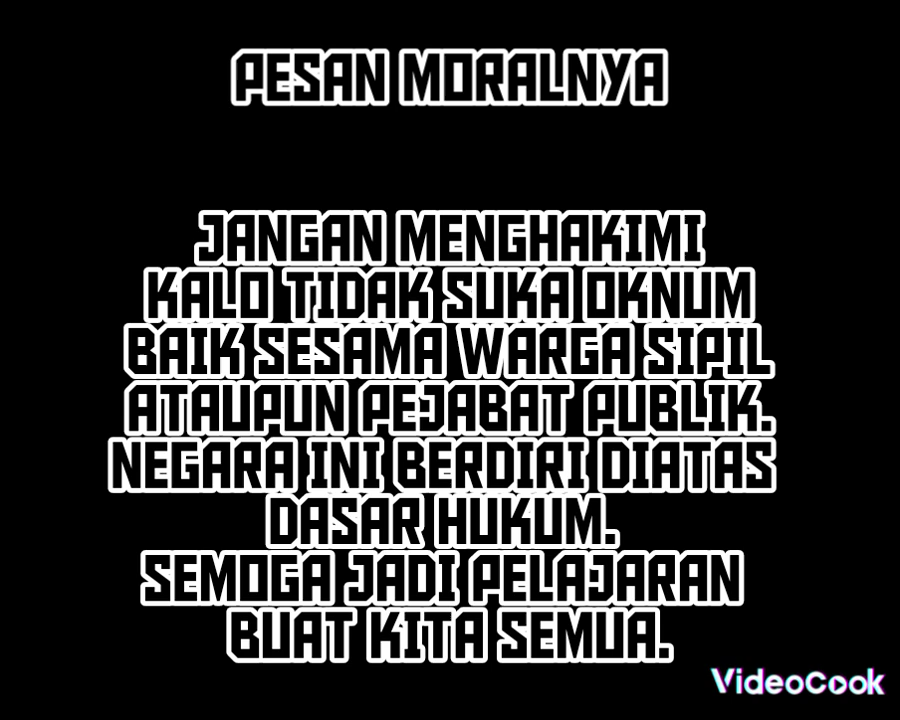 PESAN MORALNYA
JANGAN MENGHAKIMI
KALO TIDAK SUKA OKNUM
BAIK SESAMA WARGA SIPIL
ATAUPUN PEJABAT PUBLIK.
NEGARA INI BERDIRI DIATAS
DASAR HUKUM.
SEMOGA JADI PELAJARAN
BUAT KITA SEMUA.
VideoCook